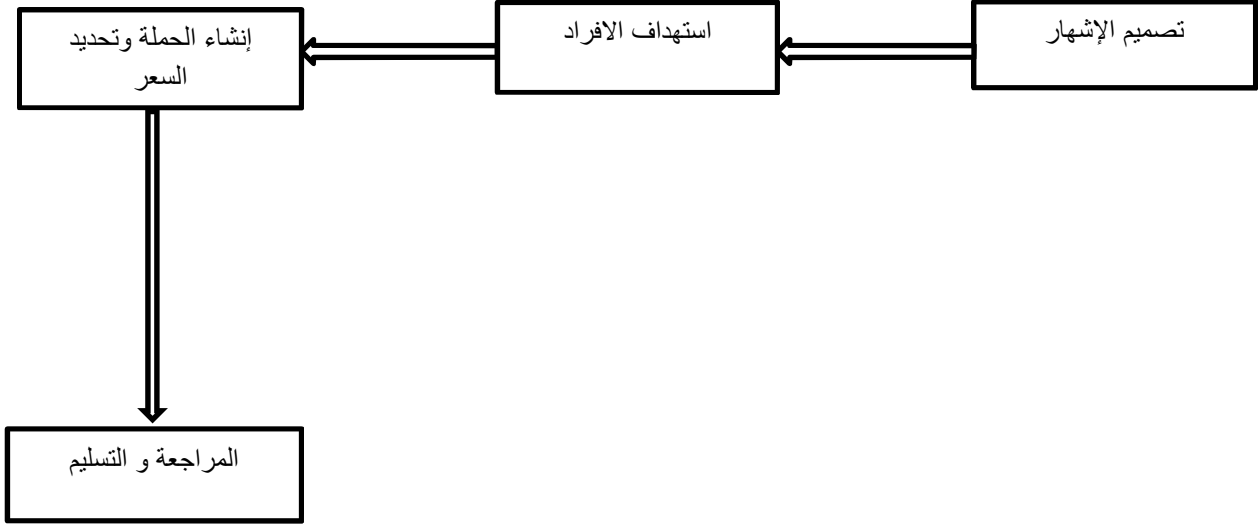 تصميم الإشهار
استهداف الافراد
إنشاء الحملة وتحديد
السعر
المراجعة و التسليم